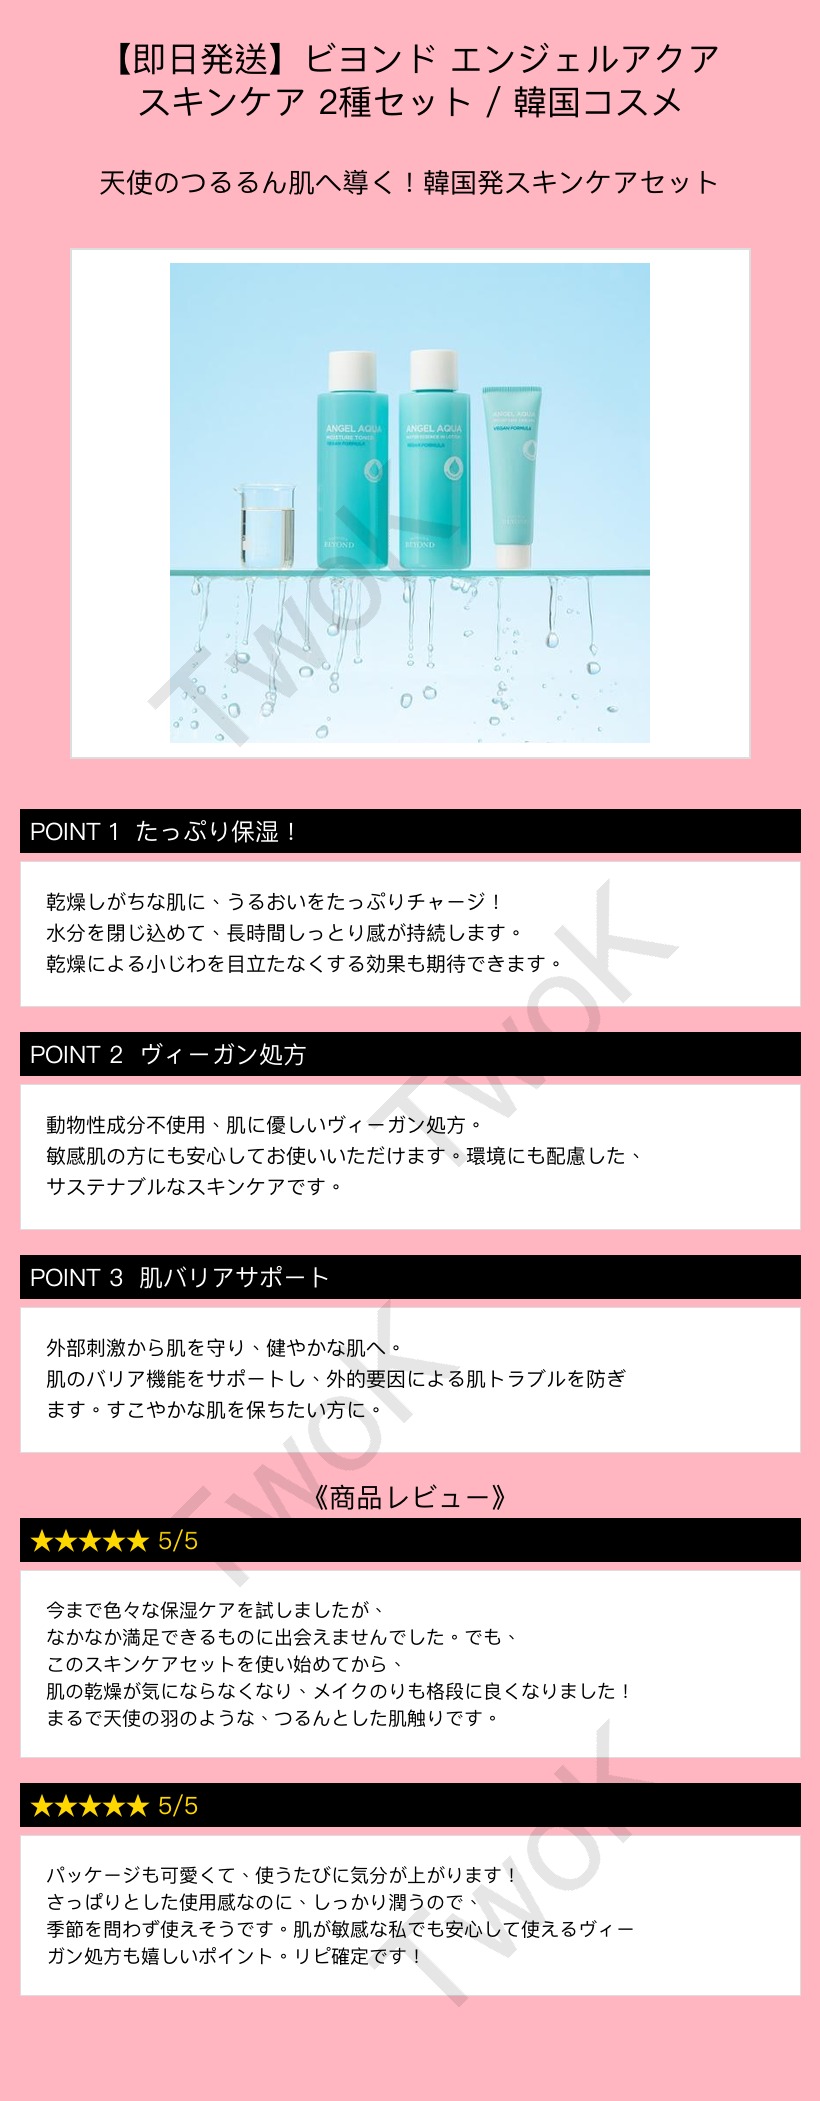 【即日発送】ビヨンド エンジェルアクア
スキンケア 2種セット / 韓国コスメ
天使のつるるん肌へ導く！韓国発スキンケアセット
ANGEL AQUA
MOISTURE TONER
VEGAN FORMULA
BEYOND
ANGEL AQUA
VEGAN FORMULA
BEYOND
ANGEL AQUA
VEGAN FORMULA
TwoK
POINT 1 たっぷり保湿！
乾燥しがちな肌に、うるおいをたっぷりチャージ！
水分を閉じ込めて、長時間しっとり感が持続します。
乾燥による小じわを目立たなくする効果も期待できます。
TwoK
POINT 2 ヴィーガン処方
動物性成分不使用、肌に優しいヴィーガン処方。
敏感肌の方にも安心してお使いいただけます。環境にも配慮した、
サステナブルなスキンケアです。
POINT 3 肌バリアサポート
外部刺激から肌を守り、健やかな肌へ。
肌のバリア機能をサポートし、外的要因による肌トラブルを防ぎ
ます。すこやかな肌を保ちたい方に。
TwoK
《商品レビュー》
★★★★★ 5/5
今まで色々な保湿ケアを試しましたが、
なかなか満足できるものに出会えませんでした。でも、
このスキンケアセットを使い始めてから、
肌の乾燥が気にならなくなり、メイクのりも格段に良くなりました！
まるで天使の羽のような、つるんとした肌触りです。
★★★★★ 5/5
パッケージも可愛くて、使うたびに気分が上がります！
さっぱりとした使用感なのに、しっかり潤うので、
季節を問わず使えそうです。肌が敏感な私でも安心して使えるヴィー
ガン処方も嬉しいポイント。リピ確定です！
TwoK